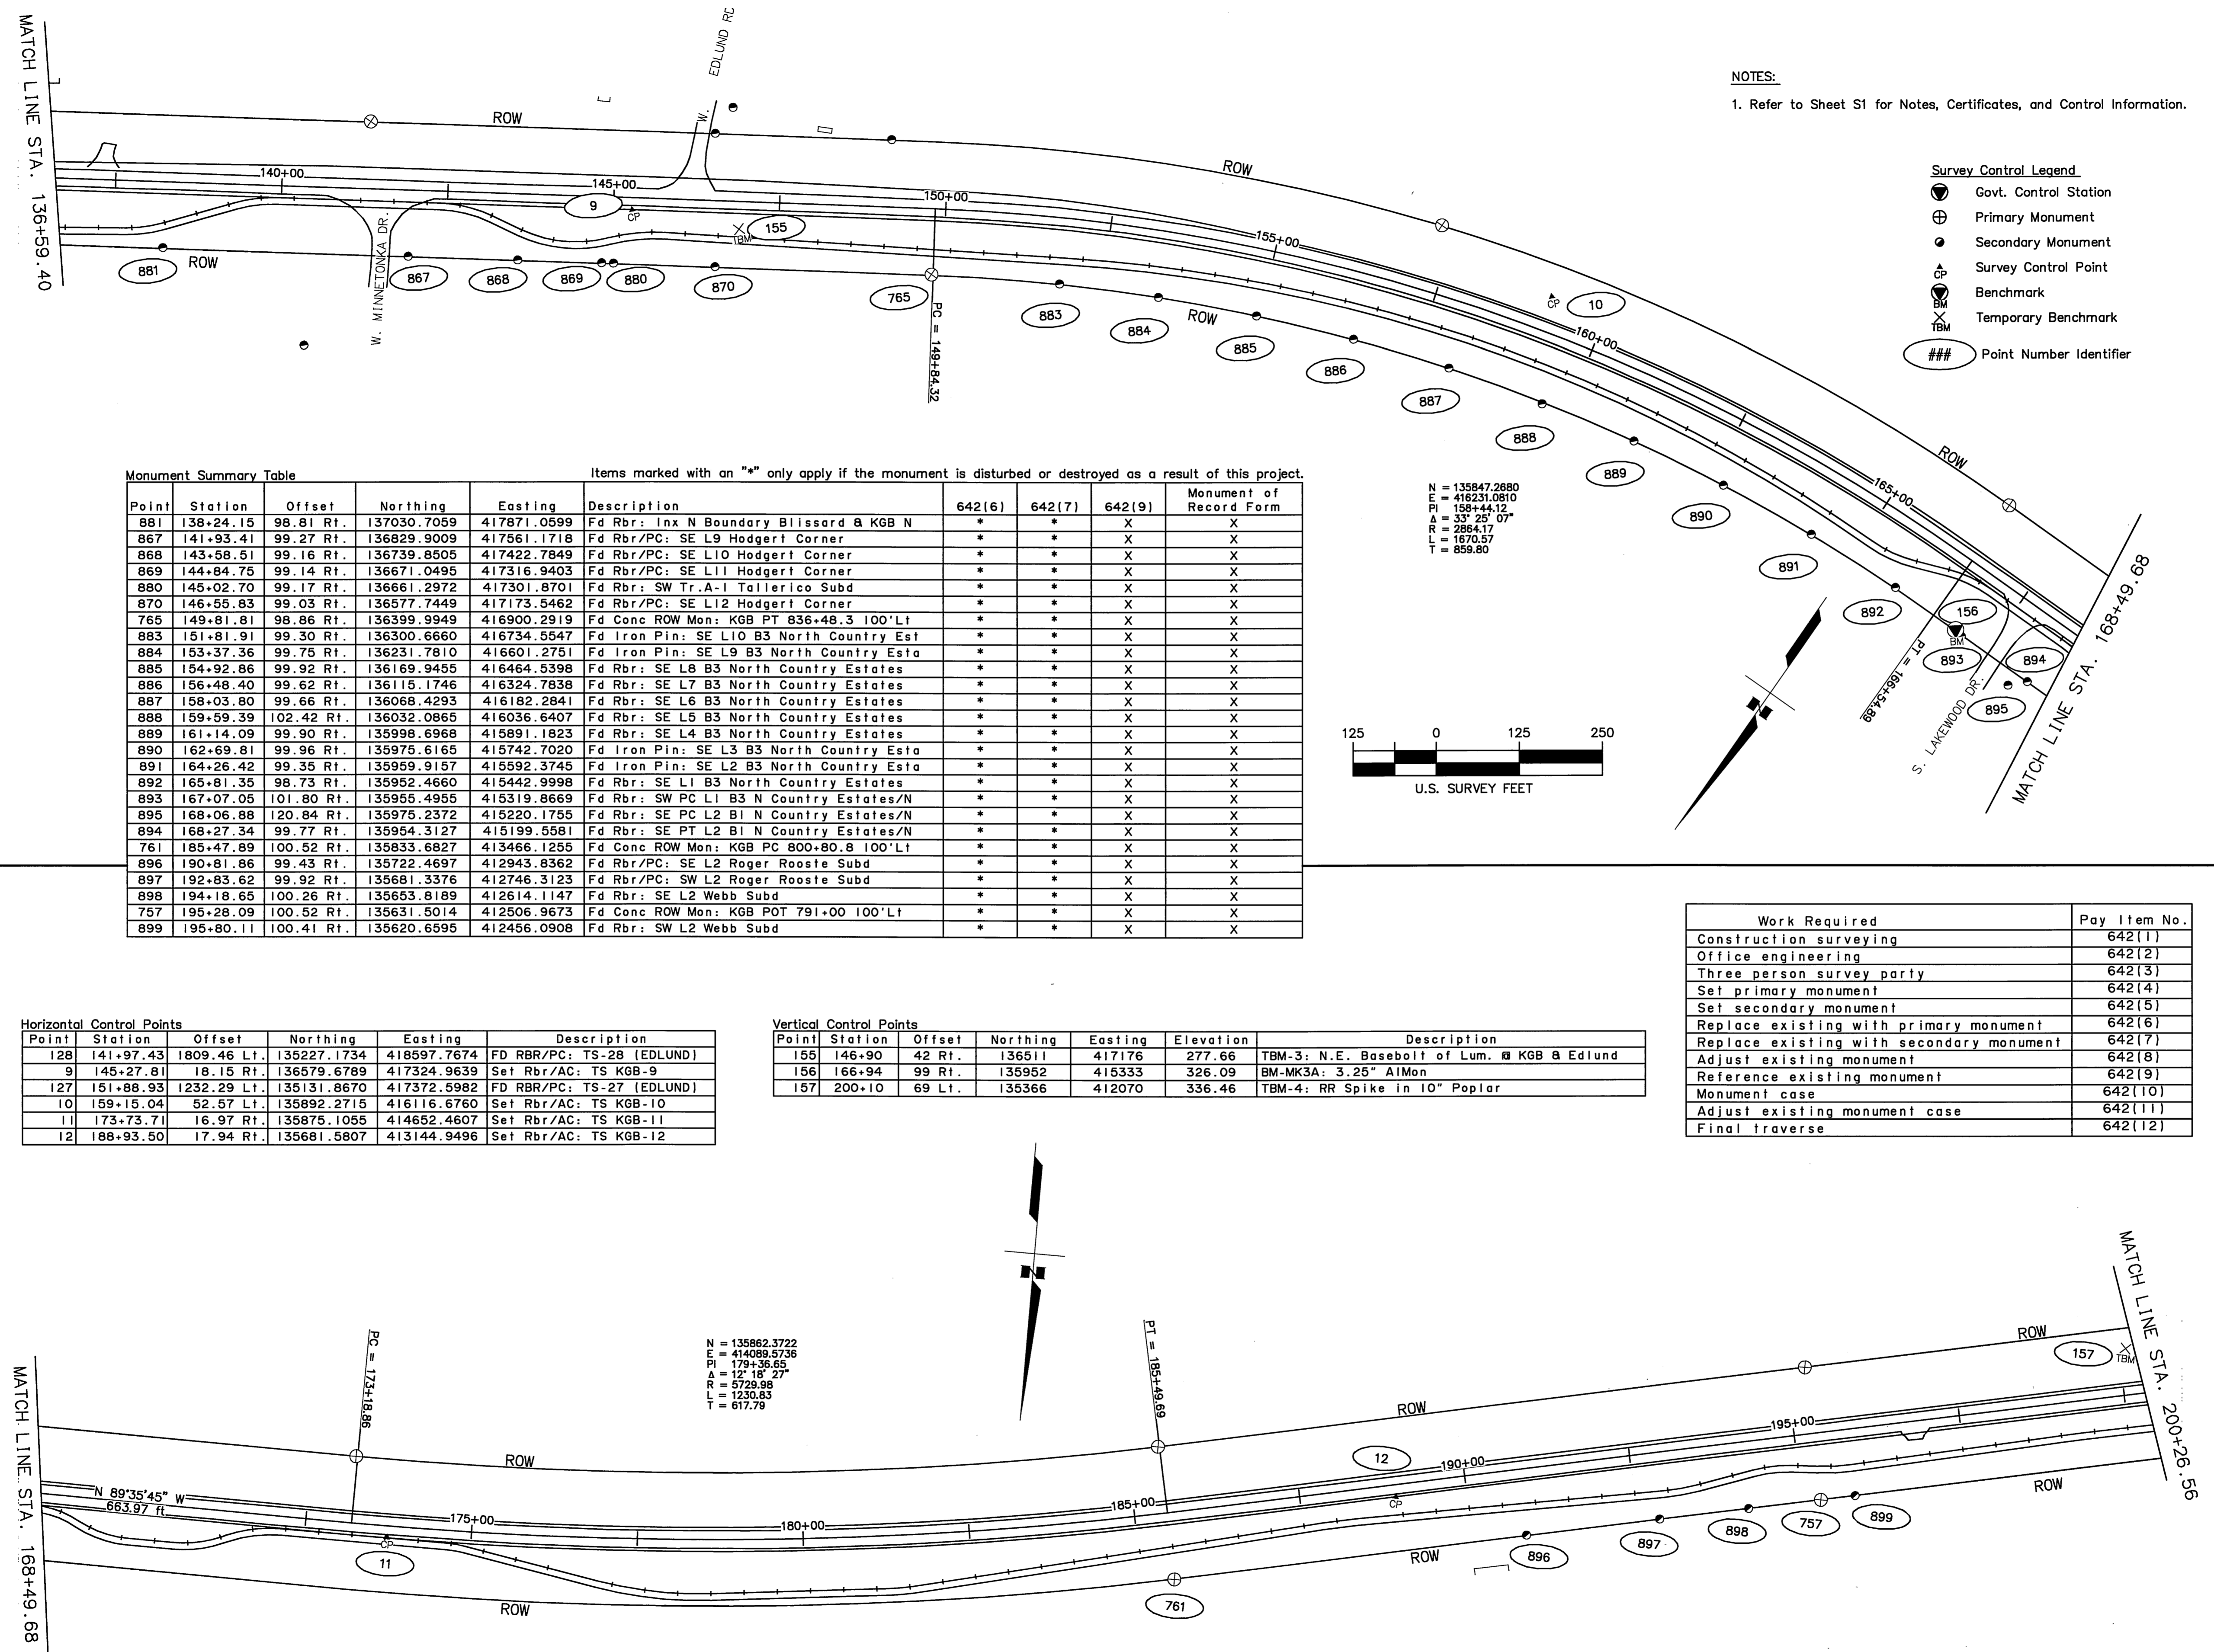 MATCH LINE STA. 136+59.40
ROW
W. EDLUND RD
140+00
145+00
150+00
155+00
160+00
165+00
ROW
ROW
9
CP
155
TBM
881
ROW
W. MINNETONKA DR.
867
868
869
880
870
765
PC = 149+84.32
883
884
ROW
885
886
887
888
889
890
891
892
CP
10
156
BM
893
894
895
PT = 166+54.89
S. LAKEWOOD DR.
MATCH LINE STA. 168+49.68
NOTES:
1. Refer to Sheet S1 for Notes, Certificates, and Control Information.
Survey Control Legend
Govt. Control Station
Primary Monument
Secondary Monument
CP Survey Control Point
BM Benchmark
TBM Temporary Benchmark
### Point Number Identifier
N = 135847.2680
E = 416231.0810
PI 158+44.12
Δ = 33° 25' 07"
R = 2864.17
L = 1670.57
T = 859.80
N
125 0 125 250
U.S. SURVEY FEET
Monument Summary Table Items marked with an "*" only apply if the monument is disturbed or destroyed as a result of this project.
Point Station Offset Northing Easting Description 642(6) 642(7) 642(9) Monument of Record Form
881 138+24.15 98.81 Rt. 137030.7059 417871.0599 Fd Rbr: Inx N Boundary Blissard & KGB N * * X X
867 141+93.41 99.27 Rt. 136829.9009 417561.1718 Fd Rbr/PC: SE L9 Hodgert Corner * * X X
868 143+58.51 99.16 Rt. 136739.8505 417422.7849 Fd Rbr/PC: SE L10 Hodgert Corner * * X X
869 144+84.75 99.14 Rt. 136671.0495 417316.9403 Fd Rbr/PC: SE L11 Hodgert Corner * * X X
880 145+02.70 99.17 Rt. 136661.2972 417301.8701 Fd Rbr: SW Tr.A-1 Tallerico Subd * * X X
870 146+55.83 99.03 Rt. 136577.7449 417173.5462 Fd Rbr/PC: SE L12 Hodgert Corner * * X X
765 149+81.81 98.86 Rt. 136399.9949 416900.2919 Fd Conc ROW Mon: KGB PT 836+48.3 100'Lt * * X X
883 151+81.91 99.30 Rt. 136300.6660 416734.5547 Fd Iron Pin: SE L10 B3 North Country Est * * X X
884 153+37.36 99.75 Rt. 136231.7810 416601.2751 Fd Iron Pin: SE L9 B3 North Country Esta * * X X
885 154+92.86 99.92 Rt. 136169.9455 416464.5398 Fd Rbr: SE L8 B3 North Country Estates * * X X
886 156+48.40 99.62 Rt. 136115.1746 416324.7838 Fd Rbr: SE L7 B3 North Country Estates * * X X
887 158+03.80 99.66 Rt. 136068.4293 416182.2841 Fd Rbr: SE L6 B3 North Country Estates * * X X
888 159+59.39 102.42 Rt. 136032.0865 416036.6407 Fd Rbr: SE L5 B3 North Country Estates * * X X
889 161+14.09 99.90 Rt. 135998.6968 415891.1823 Fd Rbr: SE L4 B3 North Country Estates * * X X
890 162+69.81 99.96 Rt. 135975.6165 415742.7020 Fd Iron Pin: SE L3 B3 North Country Esta * * X X
891 164+26.42 99.35 Rt. 135959.9157 415592.3745 Fd Iron Pin: SE L2 B3 North Country Esta * * X X
892 165+81.35 98.73 Rt. 135952.4660 415442.9998 Fd Rbr: SE L1 B3 North Country Estates * * X X
893 167+07.05 101.80 Rt. 135955.4955 415319.8669 Fd Rbr: SW PC L1 B3 N Country Estates/N * * X X
895 168+06.88 120.84 Rt. 135975.2372 415220.1755 Fd Rbr: SE PC L2 B1 N Country Estates/N * * X X
894 168+27.34 99.77 Rt. 135954.3127 415199.5581 Fd Rbr: SE PT L2 B1 N Country Estates/N * * X X
761 185+47.89 100.52 Rt. 135833.6827 413466.1255 Fd Conc ROW Mon: KGB PC 800+80.8 100'Lt * * X X
896 190+81.86 99.43 Rt. 135722.4697 412943.8362 Fd Rbr/PC: SE L2 Roger Rooste Subd * * X X
897 192+83.62 99.92 Rt. 135681.3376 412746.3123 Fd Rbr/PC: SW L2 Roger Rooste Subd * * X X
898 194+18.65 100.26 Rt. 135653.8189 412614.1147 Fd Rbr: SE L2 Webb Subd * * X X
757 195+28.09 100.52 Rt. 135631.5014 412506.9673 Fd Conc ROW Mon: KGB POT 791+00 100'Lt * * X X
899 195+80.11 100.41 Rt. 135620.6595 412456.0908 Fd Rbr: SW L2 Webb Subd * * X X
Work Required Pay Item No.
Construction surveying 642(1)
Office engineering 642(2)
Three person survey party 642(3)
Set primary monument 642(4)
Set secondary monument 642(5)
Replace existing with primary monument 642(6)
Replace existing with secondary monument 642(7)
Adjust existing monument 642(8)
Reference existing monument 642(9)
Monument case 642(10)
Adjust existing monument case 642(11)
Final traverse 642(12)
Horizontal Control Points
Point Station Offset Northing Easting Description
128 141+97.43 1809.46 Lt. 135227.1734 418597.7674 FD RBR/PC: TS-28 (EDLUND)
9 145+27.81 18.15 Rt. 136579.6789 417324.9639 Set Rbr/AC: TS KGB-9
127 151+88.93 1232.29 Lt. 135131.8670 417372.5982 FD RBR/PC: TS-27 (EDLUND)
10 159+15.04 52.57 Lt. 135892.2715 416116.6760 Set Rbr/AC: TS KGB-10
11 173+73.71 16.97 Rt. 135875.1055 414652.4607 Set Rbr/AC: TS KGB-11
12 188+93.50 17.94 Rt. 135681.5807 413144.9496 Set Rbr/AC: TS KGB-12
Vertical Control Points
Point Station Offset Northing Easting Elevation Description
155 146+90 42 Rt. 136511 417176 277.66 TBM-3: N.E. Basebolt of Lum. @ KGB & Edlund
156 166+94 99 Rt. 135952 415333 326.09 BM-MK3A: 3.25" AlMon
157 200+10 69 Lt. 135366 412070 336.46 TBM-4: RR Spike in 10" Poplar
N
MATCH LINE STA. 168+49.68
N 89°35'45" W
663.97 ft
PC = 173+18.86
N = 135862.3722
E = 414089.5736
PI 179+36.65
Δ = 12° 18' 27"
R = 5729.98
L = 1230.83
T = 617.79
PT = 185+49.69
ROW
ROW
ROW
175+00
180+00
185+00
190+00
195+00
CP
11
ROW
761
12
CP
ROW
896
897
898
757
899
ROW
157
TBM
MATCH LINE STA. 200+26.56